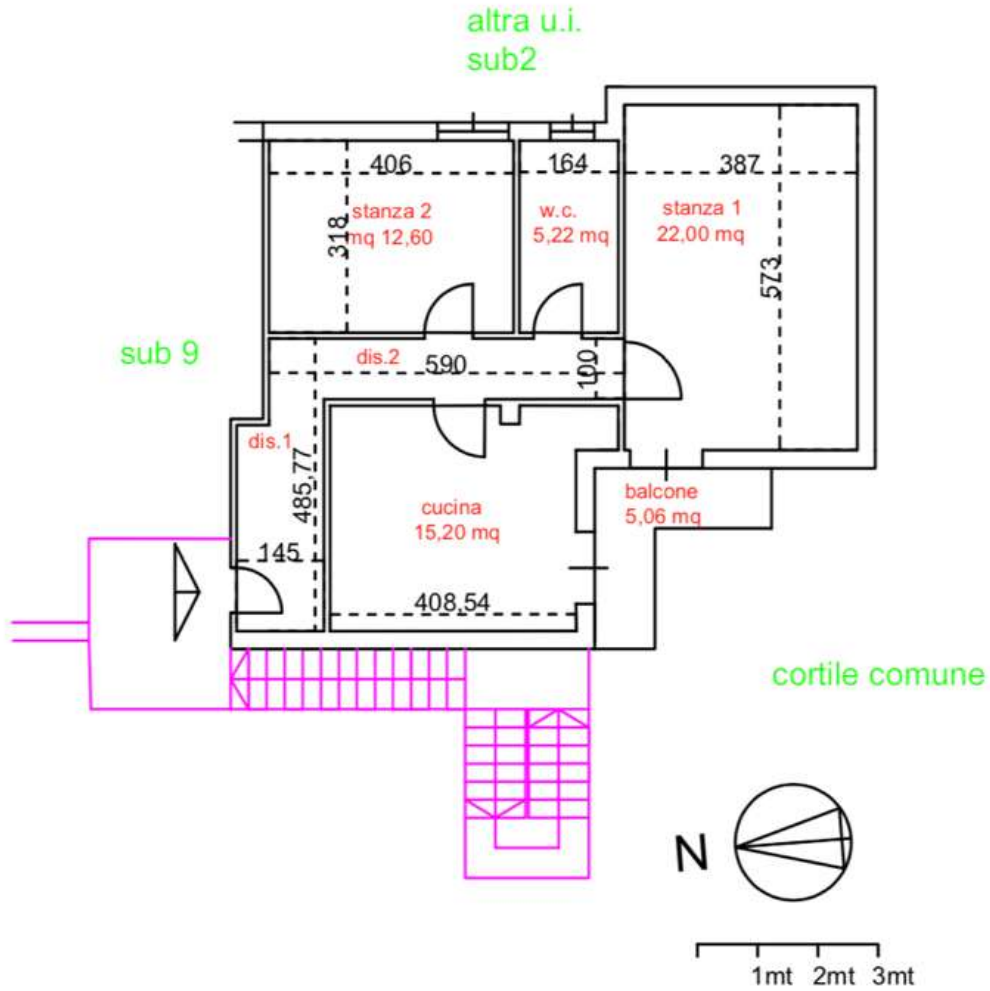 altra u.i.
sub2
406
164
387
stanza 2
mq 12,60
w.c.
5,22 mq
stanza 1
22,00 mq
318
573
sub 9
dis.2
590
100
dis.1
485,77
cucina
15,20 mq
balcone
5,06 mq
145
408,54
cortile comune
N
1mt 2mt 3mt